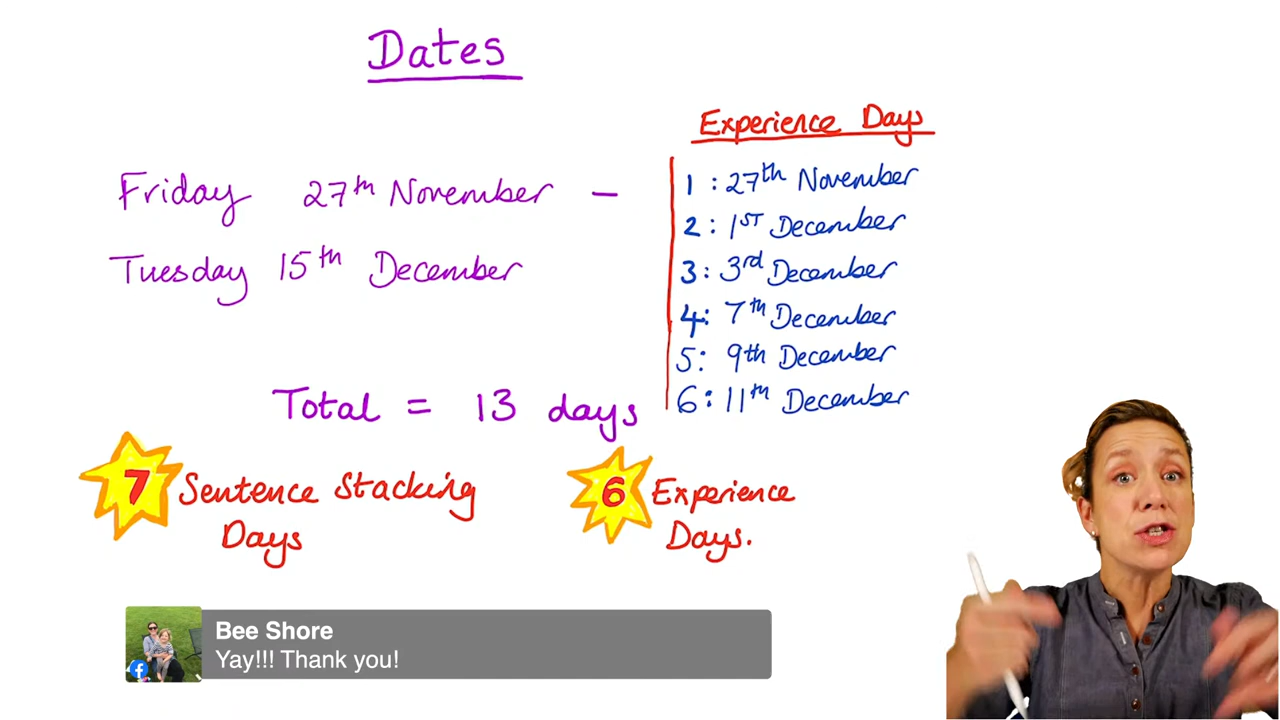 Dates
Friday 27th November –
Tuesday 15th December
Experience Days
1 : 27th November
2 : 1ST December
3 : 3rd December
4 : 7th December
5 : 9th December
6 : 11th December
Total = 13 days
7 Sentence Stacking
Days
6 Experience
Days.
Bee Shore
Yay!!! Thank you!